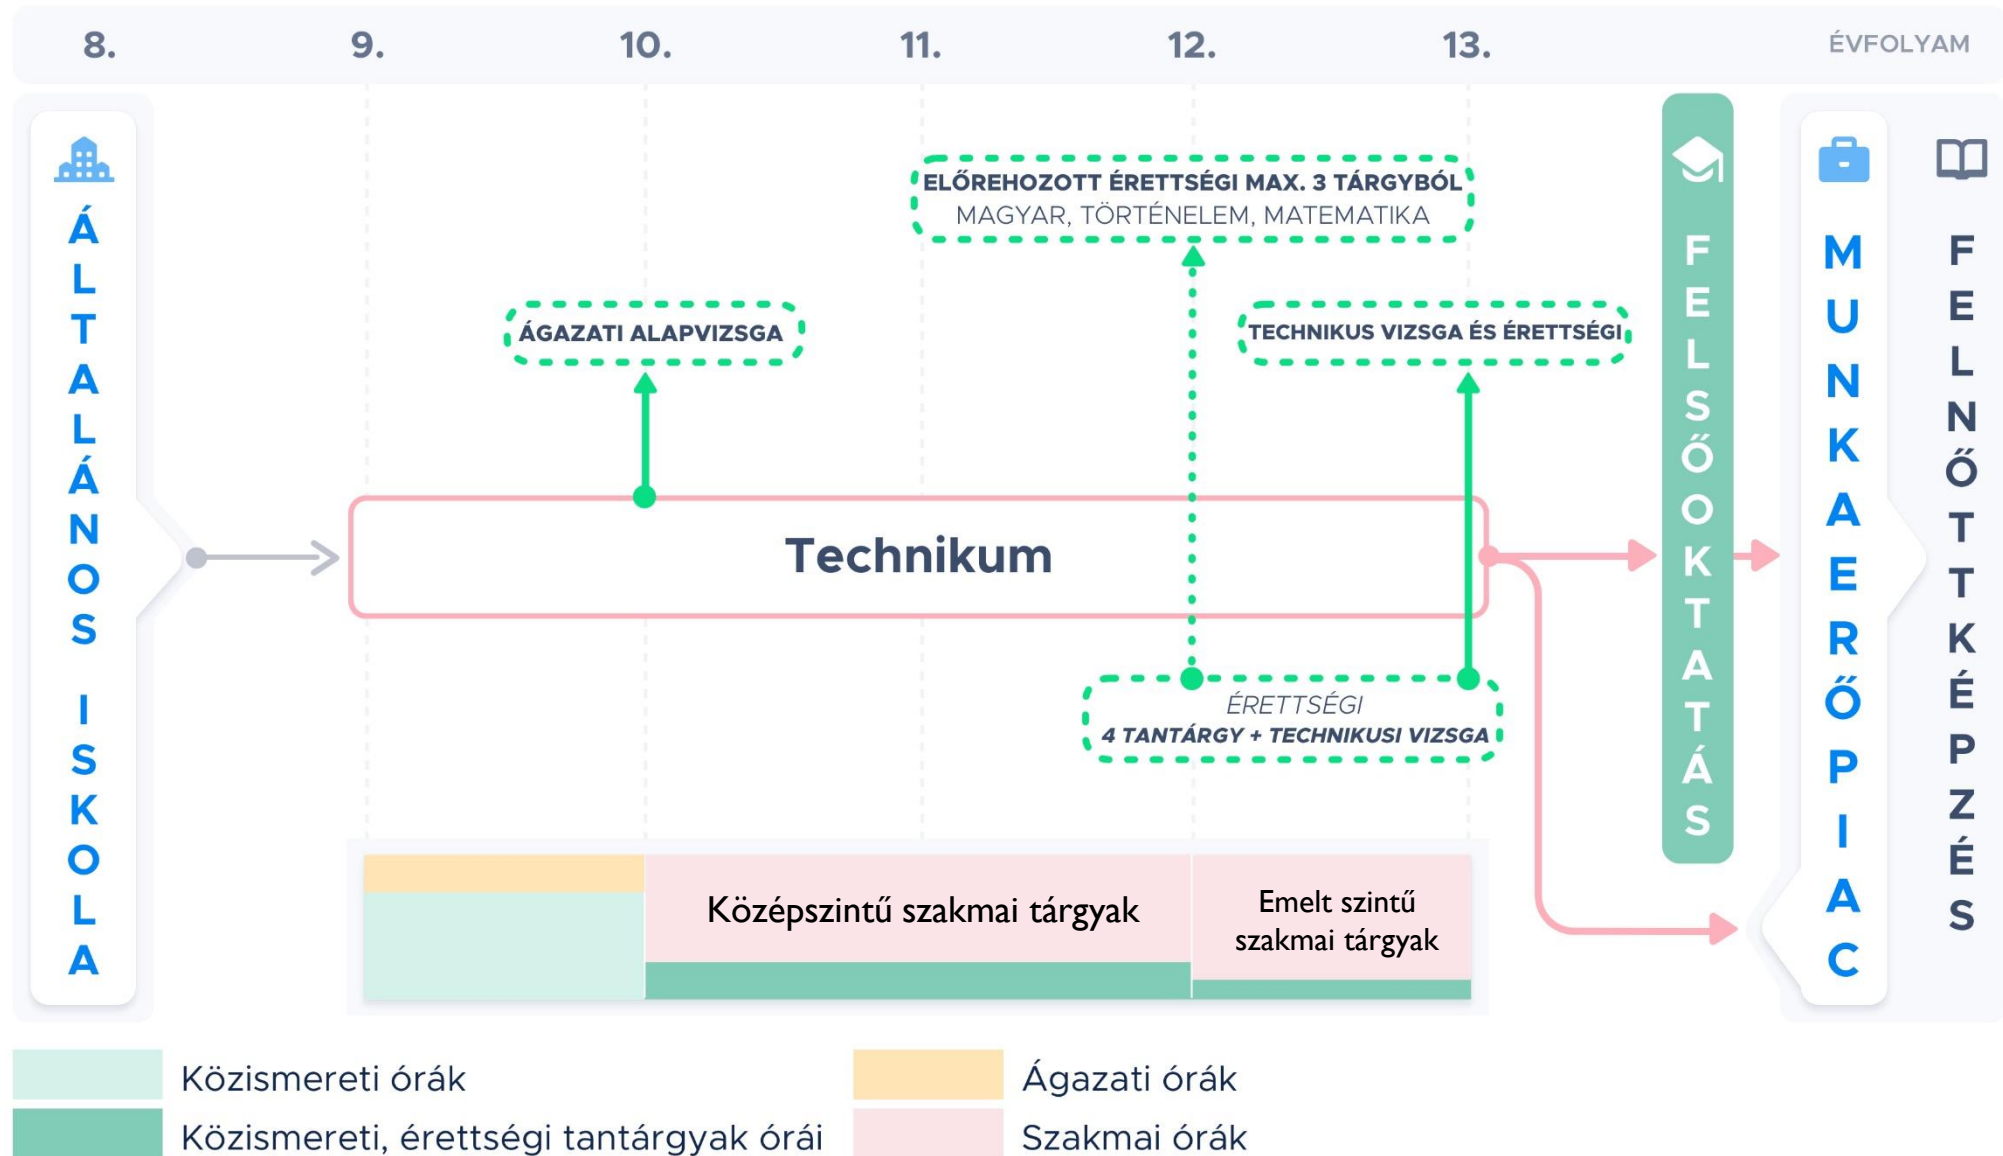 8. 9. 10. 11. 12. 13. ÉVFOLYAM
ÁLTALÁNOS ISKOLA
ELŐREHOZOTT ÉRETTSÉGI MAX. 3 TÁRGYBÓL
MAGYAR, TÖRTÉNELEM, MATEMATIKA
ÁGAZATI ALAPVIZSGA
TECHNIKUS VIZSGA ÉS ÉRETTSÉGI
Technikum
ÉRETTSÉGI
4 TANTÁRGY + TECHNIKUSI VIZSGA
FELSŐOKTATÁS
MUNKAERŐPIAC
FELNŐTTKÉPZÉS
Középszintű szakmai tárgyak
Emelt szintű
szakmai tárgyak
Közismereti órák
Ágazati órák
Közismereti, érettségi tantárgyak órái
Szakmai órák